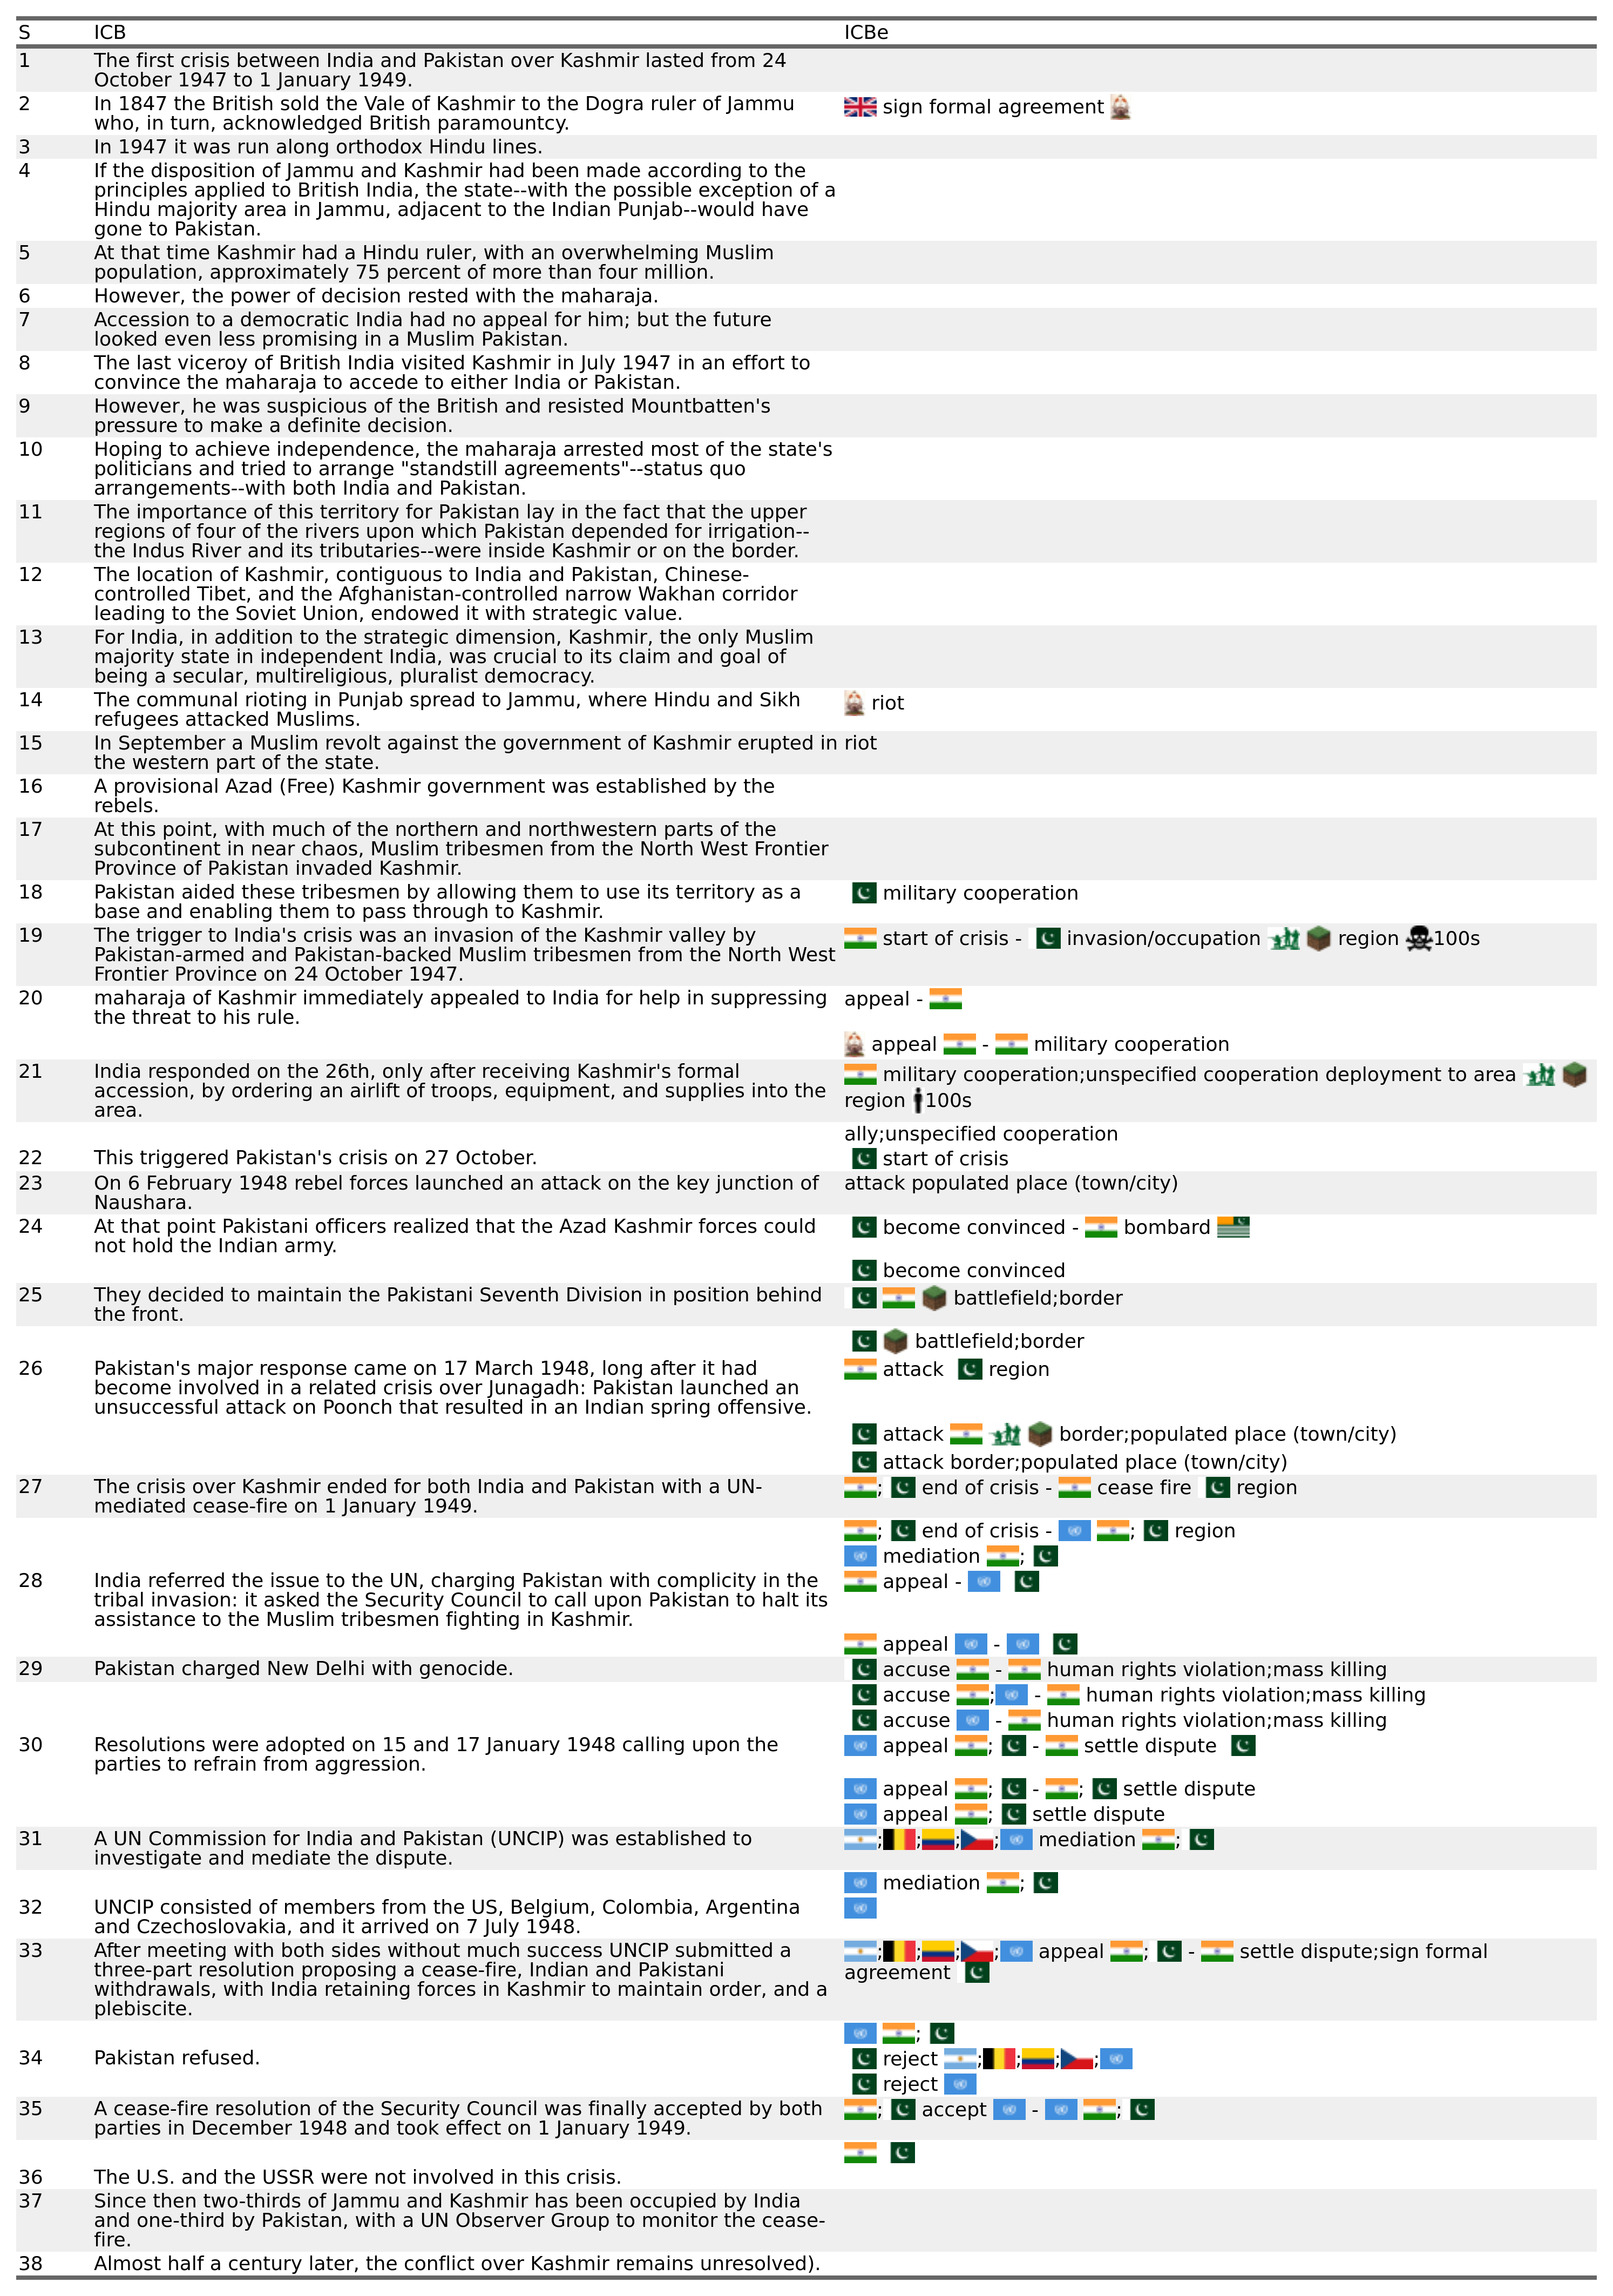 S ICB ICBe
1 The first crisis between India and Pakistan over Kashmir lasted from 24
October 1947 to 1 January 1949.
2 In 1847 the British sold the Vale of Kashmir to the Dogra ruler of Jammu sign formal agreement
who, in turn, acknowledged British paramountcy.
3 In 1947 it was run along orthodox Hindu lines.
4 If the disposition of Jammu and Kashmir had been made according to the
principles applied to British India, the state--with the possible exception of a
Hindu majority area in Jammu, adjacent to the Indian Punjab--would have
gone to Pakistan.
5 At that time Kashmir had a Hindu ruler, with an overwhelming Muslim
population, approximately 75 percent of more than four million.
6 However, the power of decision rested with the maharaja.
7 Accession to a democratic India had no appeal for him; but the future
looked even less promising in a Muslim Pakistan.
8 The last viceroy of British India visited Kashmir in July 1947 in an effort to
convince the maharaja to accede to either India or Pakistan.
9 However, he was suspicious of the British and resisted Mountbatten's
pressure to make a definite decision.
10 Hoping to achieve independence, the maharaja arrested most of the state's
politicians and tried to arrange "standstill agreements"--status quo
arrangements--with both India and Pakistan.
11 The importance of this territory for Pakistan lay in the fact that the upper
regions of four of the rivers upon which Pakistan depended for irrigation--
the Indus River and its tributaries--were inside Kashmir or on the border.
12 The location of Kashmir, contiguous to India and Pakistan, Chinese-
controlled Tibet, and the Afghanistan-controlled narrow Wakhan corridor
leading to the Soviet Union, endowed it with strategic value.
13 For India, in addition to the strategic dimension, Kashmir, the only Muslim
majority state in independent India, was crucial to its claim and goal of
being a secular, multireligious, pluralist democracy.
14 The communal rioting in Punjab spread to Jammu, where Hindu and Sikh riot
refugees attacked Muslims.
15 In September a Muslim revolt against the government of Kashmir erupted in riot
the western part of the state.
16 A provisional Azad (Free) Kashmir government was established by the
rebels.
17 At this point, with much of the northern and northwestern parts of the
subcontinent in near chaos, Muslim tribesmen from the North West Frontier
Province of Pakistan invaded Kashmir.
18 Pakistan aided these tribesmen by allowing them to use its territory as a military cooperation
base and enabling them to pass through to Kashmir.
19 The trigger to India's crisis was an invasion of the Kashmir valley by start of crisis - invasion/occupation region 100s
Pakistan-armed and Pakistan-backed Muslim tribesmen from the North West
Frontier Province on 24 October 1947.
20 maharaja of Kashmir immediately appealed to India for help in suppressing appeal -
the threat to his rule.
appeal - military cooperation
21 India responded on the 26th, only after receiving Kashmir's formal military cooperation;unspecified cooperation deployment to area
accession, by ordering an airlift of troops, equipment, and supplies into the region 100s
area.
ally;unspecified cooperation
22 This triggered Pakistan's crisis on 27 October. start of crisis
23 On 6 February 1948 rebel forces launched an attack on the key junction of attack populated place (town/city)
Naushara.
24 At that point Pakistani officers realized that the Azad Kashmir forces could become convinced - bombard
not hold the Indian army.
become convinced
25 They decided to maintain the Pakistani Seventh Division in position behind battlefield;border
the front.
battlefield;border
26 Pakistan's major response came on 17 March 1948, long after it had attack region
become involved in a related crisis over Junagadh: Pakistan launched an
unsuccessful attack on Poonch that resulted in an Indian spring offensive.
attack border;populated place (town/city)
attack border;populated place (town/city)
27 The crisis over Kashmir ended for both India and Pakistan with a UN- ; end of crisis - cease fire region
mediated cease-fire on 1 January 1949.
; end of crisis - ; region
mediation ;
28 India referred the issue to the UN, charging Pakistan with complicity in the appeal -
tribal invasion: it asked the Security Council to call upon Pakistan to halt its
assistance to the Muslim tribesmen fighting in Kashmir.
appeal -
29 Pakistan charged New Delhi with genocide. accuse - human rights violation;mass killing
accuse ; - human rights violation;mass killing
accuse - human rights violation;mass killing
30 Resolutions were adopted on 15 and 17 January 1948 calling upon the appeal ; - settle dispute
parties to refrain from aggression.
appeal ; - ; settle dispute
appeal ; settle dispute
31 A UN Commission for India and Pakistan (UNCIP) was established to ; ; ; ; mediation ;
investigate and mediate the dispute.
mediation ;
32 UNCIP consisted of members from the US, Belgium, Colombia, Argentina
and Czechoslovakia, and it arrived on 7 July 1948.
33 After meeting with both sides without much success UNCIP submitted a ; ; ; ; appeal ; - settle dispute;sign formal
three-part resolution proposing a cease-fire, Indian and Pakistani agreement
withdrawals, with India retaining forces in Kashmir to maintain order, and a
plebiscite.
;
34 Pakistan refused. reject ; ; ; ;
reject
35 A cease-fire resolution of the Security Council was finally accepted by both ; accept - ;
parties in December 1948 and took effect on 1 January 1949.
36 The U.S. and the USSR were not involved in this crisis.
37 Since then two-thirds of Jammu and Kashmir has been occupied by India
and one-third by Pakistan, with a UN Observer Group to monitor the cease-
fire.
38 Almost half a century later, the conflict over Kashmir remains unresolved).